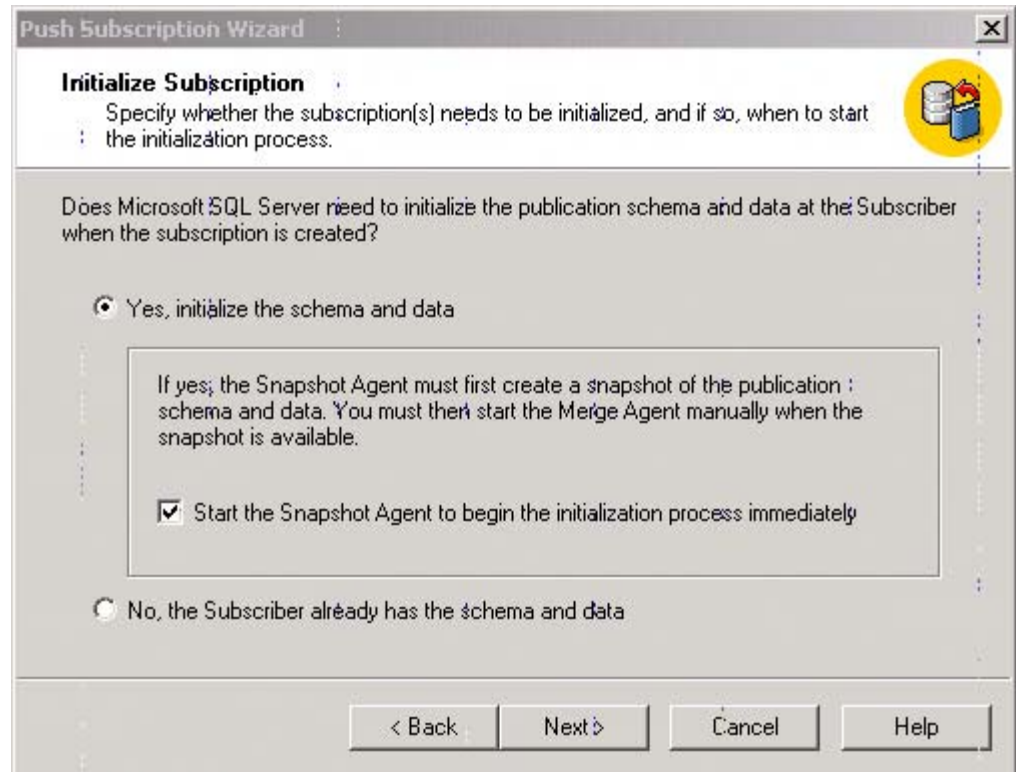 Push Subscription Wizard
Initialize Subscription
Specify whether the subscription(s) needs to be initialized, and if so, when to start
the initialization process.
Does Microsoft SQL Server need to initialize the publication schema and data at the Subscriber
when the subscription is created?
Yes, initialize the schema and data
If yes, the Snapshot Agent must first create a snapshot of the publication
schema and data. You must then start the Merge Agent manually when the
snapshot is available.
Start the Snapshot Agent to begin the initialization process immediately
No, the Subscriber already has the schema and data
< Back
Next >
Cancel
Help